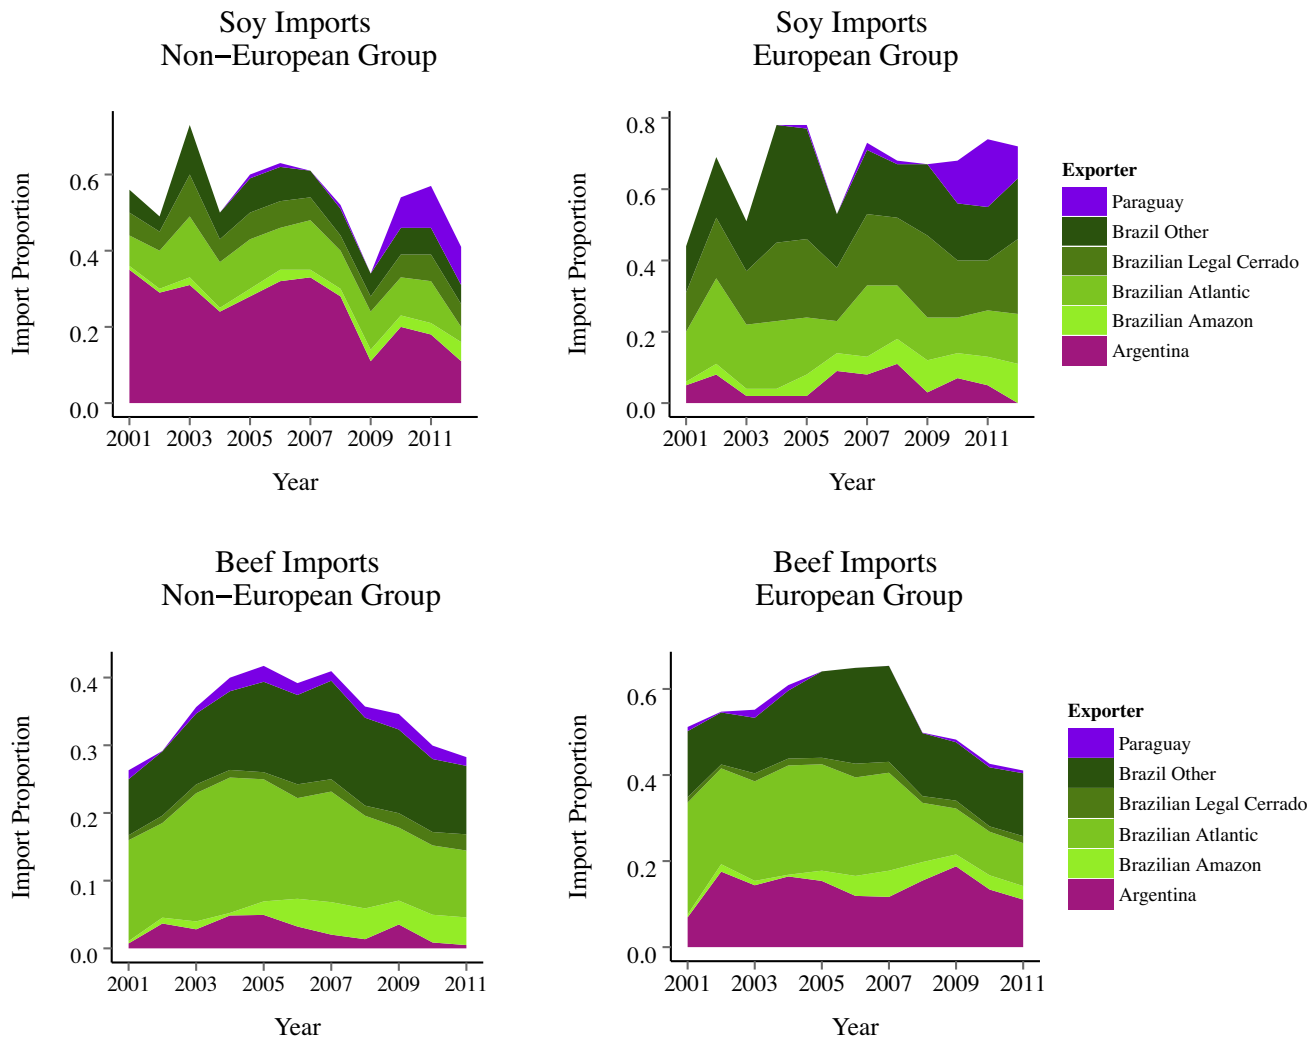 Soy Imports
Non−European Group
Import Proportion
0.6
0.4
0.2
0.0
2001 2003 2005 2007 2009 2011
Year
Soy Imports
European Group
Import Proportion
0.8
0.6
0.4
0.2
0.0
2001 2003 2005 2007 2009 2011
Year
Exporter
Paraguay
Brazil Other
Brazilian Legal Cerrado
Brazilian Atlantic
Brazilian Amazon
Argentina
Beef Imports
Non−European Group
Import Proportion
0.4
0.3
0.2
0.1
0.0
2001 2003 2005 2007 2009 2011
Year
Beef Imports
European Group
Import Proportion
0.6
0.4
0.2
0.0
2001 2003 2005 2007 2009 2011
Year
Exporter
Paraguay
Brazil Other
Brazilian Legal Cerrado
Brazilian Atlantic
Brazilian Amazon
Argentina